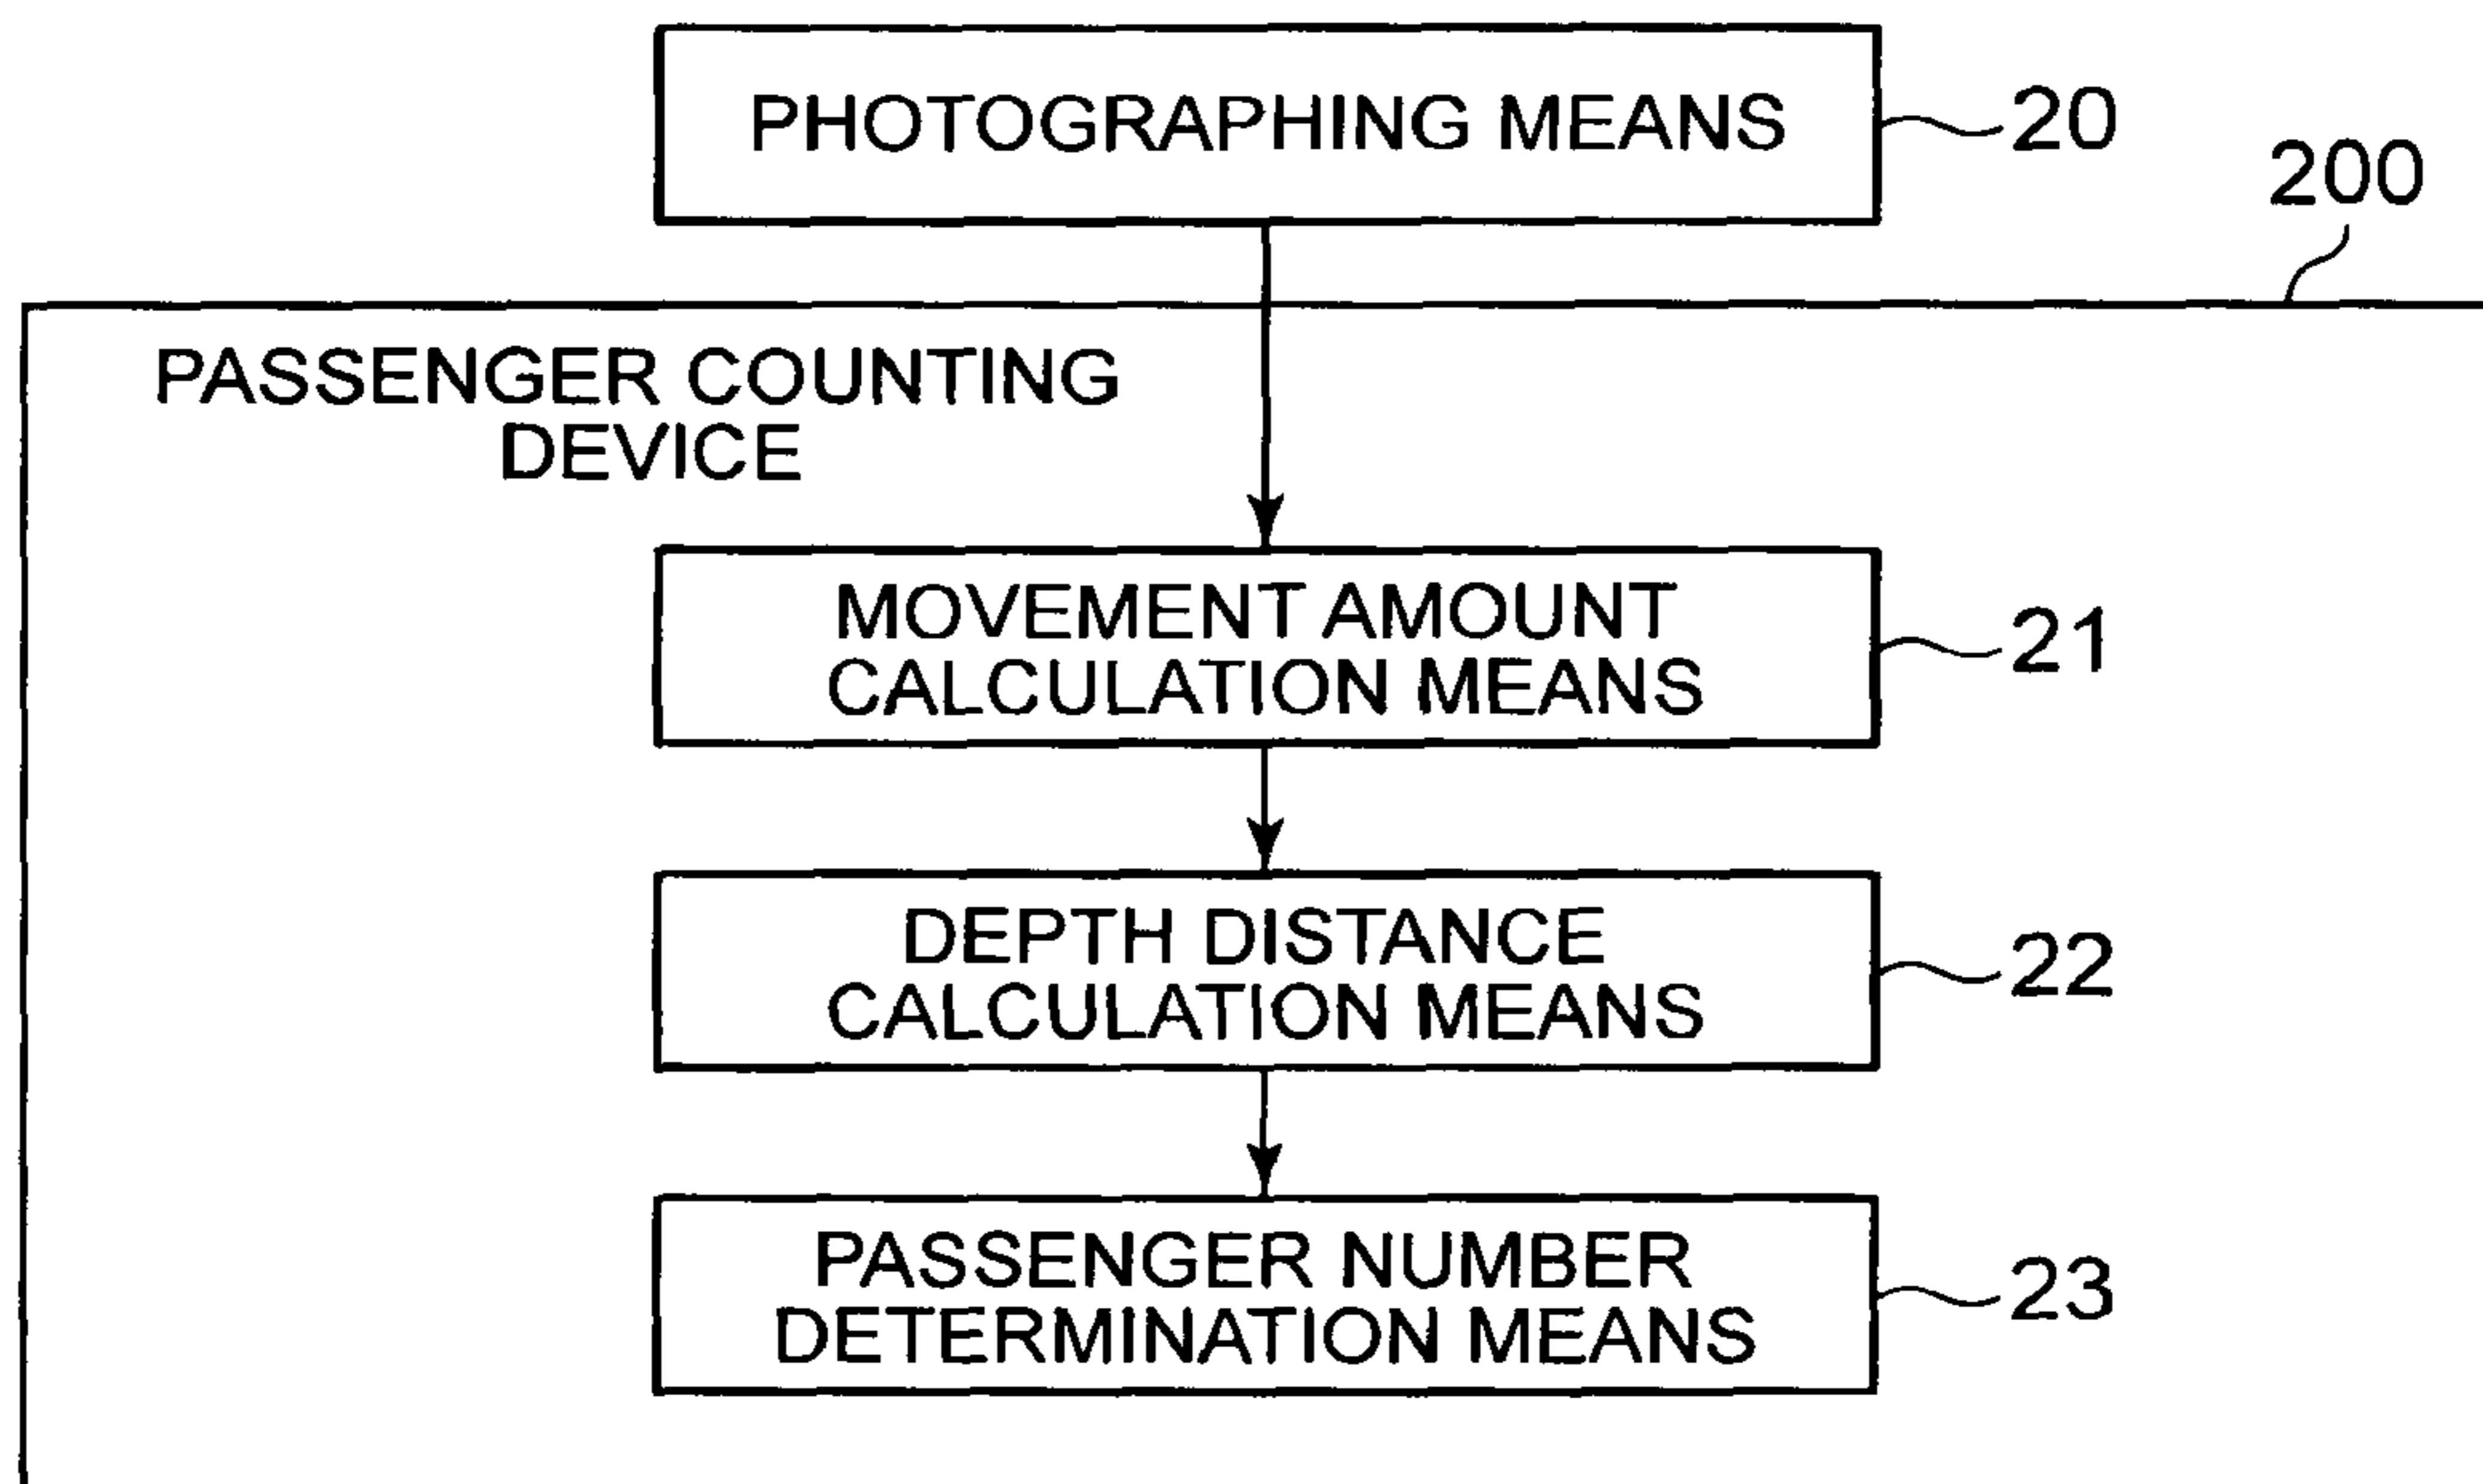 PHOTOGRAPHING MEANS
20
200
PASSENGER COUNTING
DEVICE
MOVEMENT AMOUNT
CALCULATION MEANS
21
DEPTH DISTANCE
CALCULATION MEANS
22
PASSENGER NUMBER
DETERMINATION MEANS
23